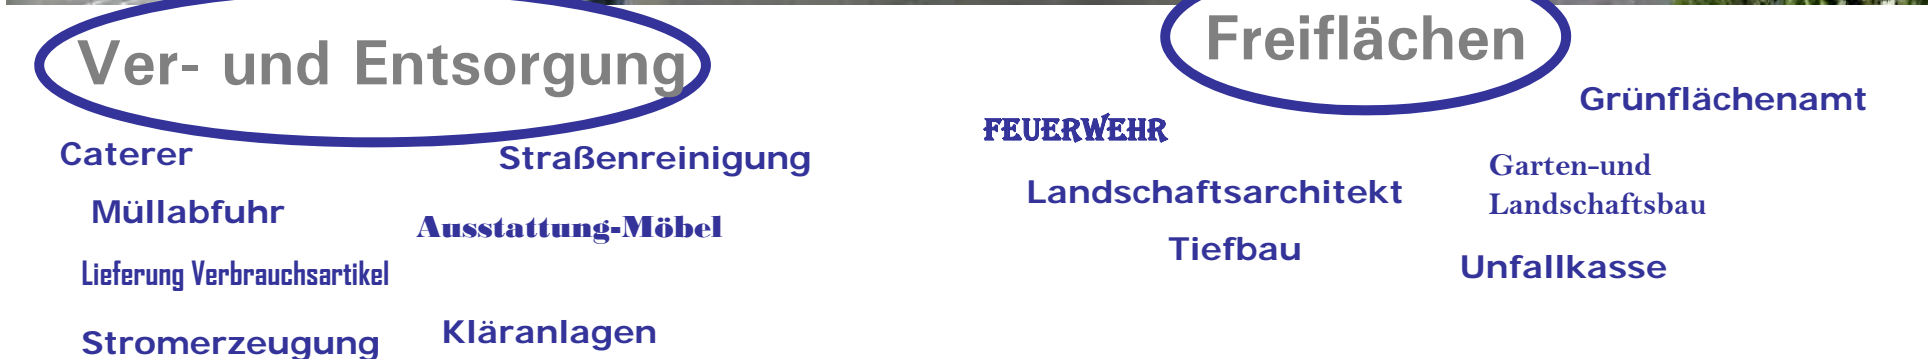 Ver- und Entsorgung
Caterer
Straßenreinigung
Müllabfuhr
Ausstattung-Möbel
Lieferung Verbrauchsartikel
Stromerzeugung
Kläranlagen
Freiflächen
Grünflächenamt
FEUERWEHR
Garten-und
Landschaftsbau
Landschaftsarchitekt
Tiefbau
Unfallkasse